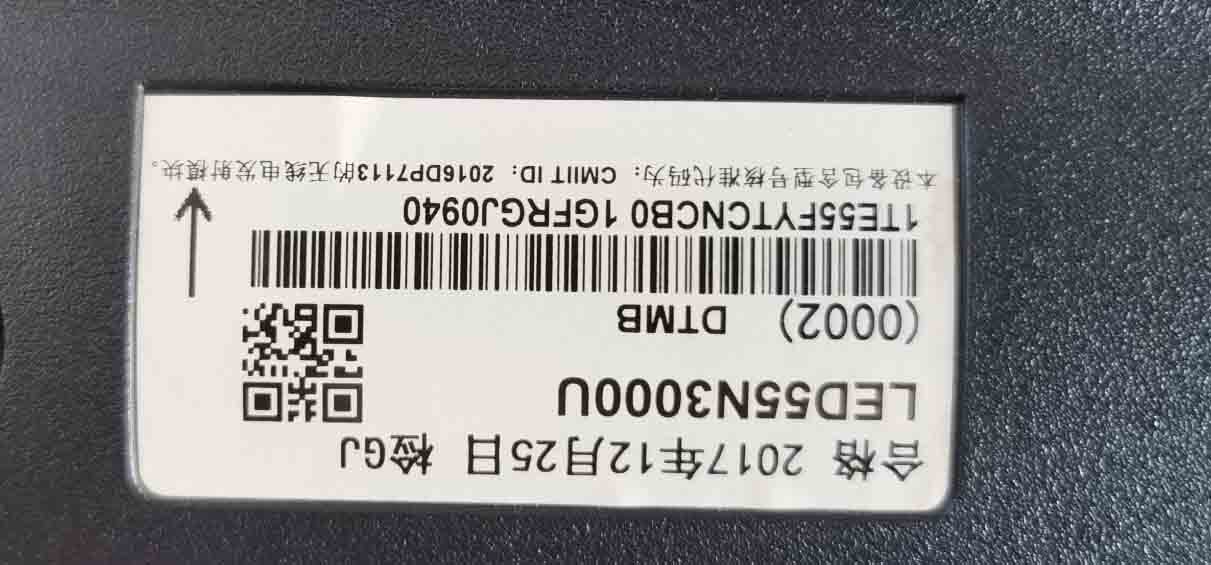 合格 2017年12月25日 检GJ
LED55N3000U
(0002) DTMB
1TE55FYTCNCB0 1GFRGJ0940
本设备包含型号核准代码为：CMIIT ID：2016DP7113的无线电发射模块。